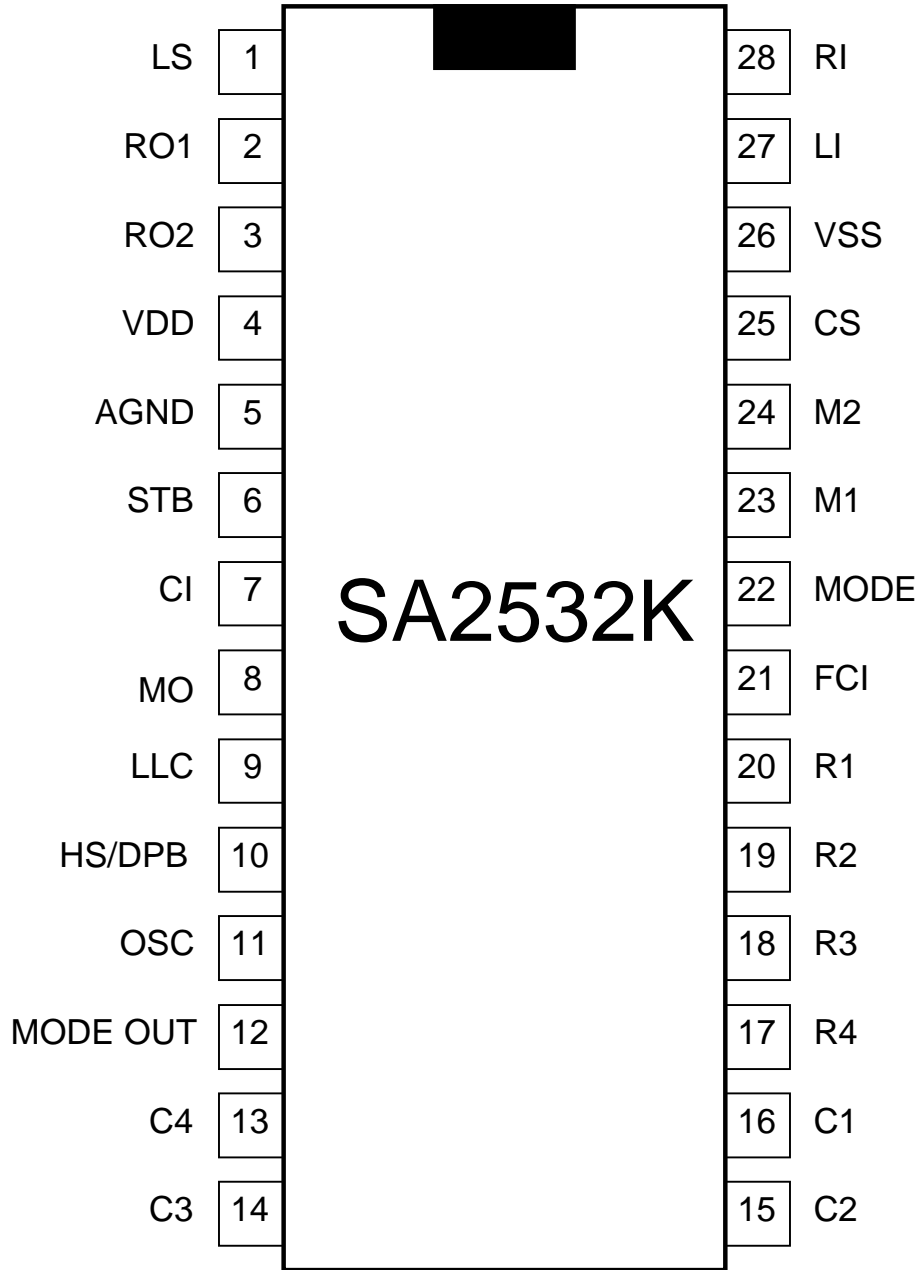 LS 1 28 RI
RO1 2 27 LI
RO2 3 26 VSS
VDD 4 25 CS
AGND 5 24 M2
STB 6 23 M1
CI 7 22 MODE
SA2532K
MO 8 21 FCI
LLC 9 20 R1
HS/DPB 10 19 R2
OSC 11 18 R3
MODE OUT 12 17 R4
C4 13 16 C1
C3 14 15 C2